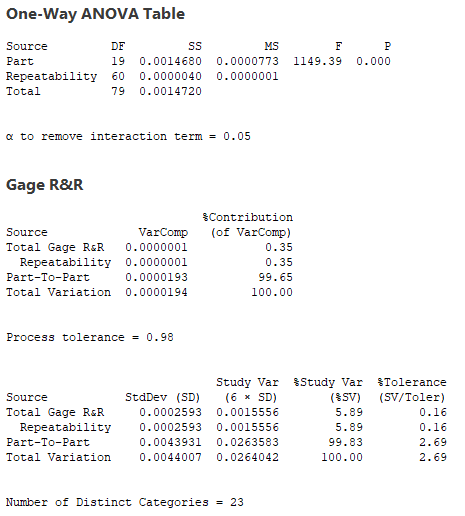 One-Way ANOVA Table
Source DF SS MS F P
Part 19 0.0014680 0.0000773 1149.39 0.000
Repeatability 60 0.0000040 0.0000001
Total 79 0.0014720
α to remove interaction term = 0.05
Gage R&R
%Contribution
Source VarComp (of VarComp)
Total Gage R&R 0.0000001 0.35
Repeatability 0.0000001 0.35
Part-To-Part 0.0000193 99.65
Total Variation 0.0000194 100.00
Process tolerance = 0.98
Study Var %Study Var %Tolerance
Source StdDev (SD) (6 × SD) (%SV) (SV/Toler)
Total Gage R&R 0.0002593 0.0015556 5.89 0.16
Repeatability 0.0002593 0.0015556 5.89 0.16
Part-To-Part 0.0043931 0.0263583 99.83 2.69
Total Variation 0.0044007 0.0264042 100.00 2.69
Number of Distinct Categories = 23